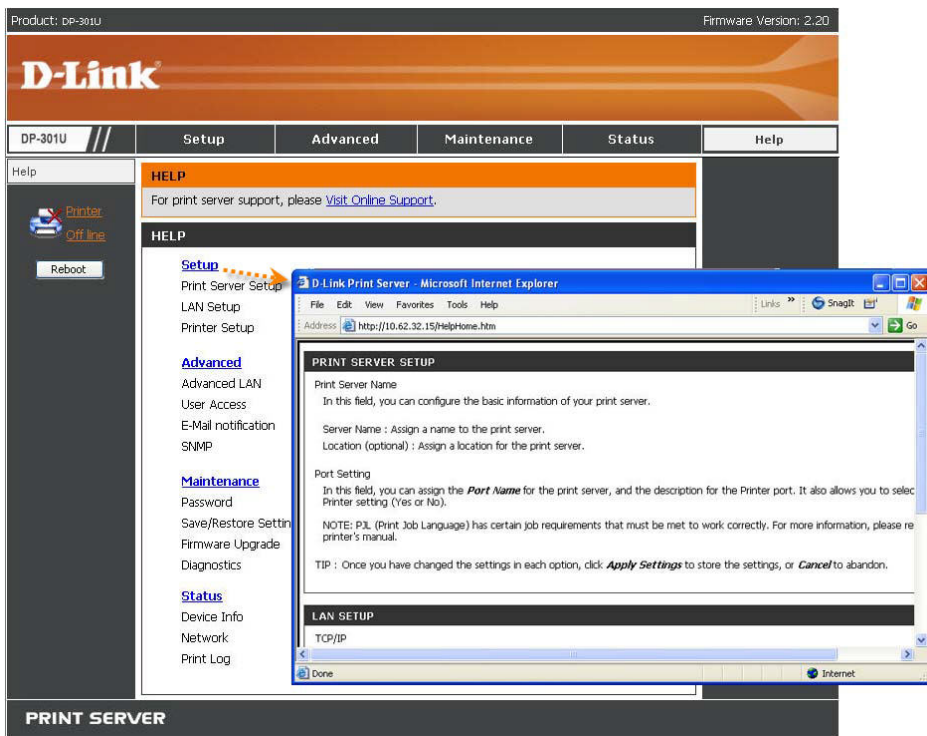 Product: DP-301U Firmware Version: 2.20
D-Link
DP-301U Setup Advanced Maintenance Status Help
Help
Printer
Off line
Reboot
HELP
For print server support, please Visit Online Support.
HELP
Setup
Print Server Setup
LAN Setup
Printer Setup
Advanced
Advanced LAN
User Access
E-Mail notification
SNMP
Maintenance
Password
Save/Restore Settin
Firmware Upgrade
Diagnostics
Status
Device Info
Network
Print Log
D-Link Print Server - Microsoft Internet Explorer
File Edit View Favorites Tools Help Links » SnagIt
Address http://10.62.32.15/HelpHome.htm Go
PRINT SERVER SETUP
Print Server Name
In this field, you can configure the basic information of your print server.
Server Name : Assign a name to the print server.
Location (optional) : Assign a location for the print server.
Port Setting
In this field, you can assign the Port Name for the print server, and the description for the Printer port. It also allows you to selec
Printer setting (Yes or No).
NOTE: PJL (Print Job Language) has certain job requirements that must be met to work correctly. For more information, please re
printer's manual.
TIP : Once you have changed the settings in each option, click Apply Settings to store the settings, or Cancel to abandon.
LAN SETUP
TCP/IP
Done Internet
PRINT SERVER